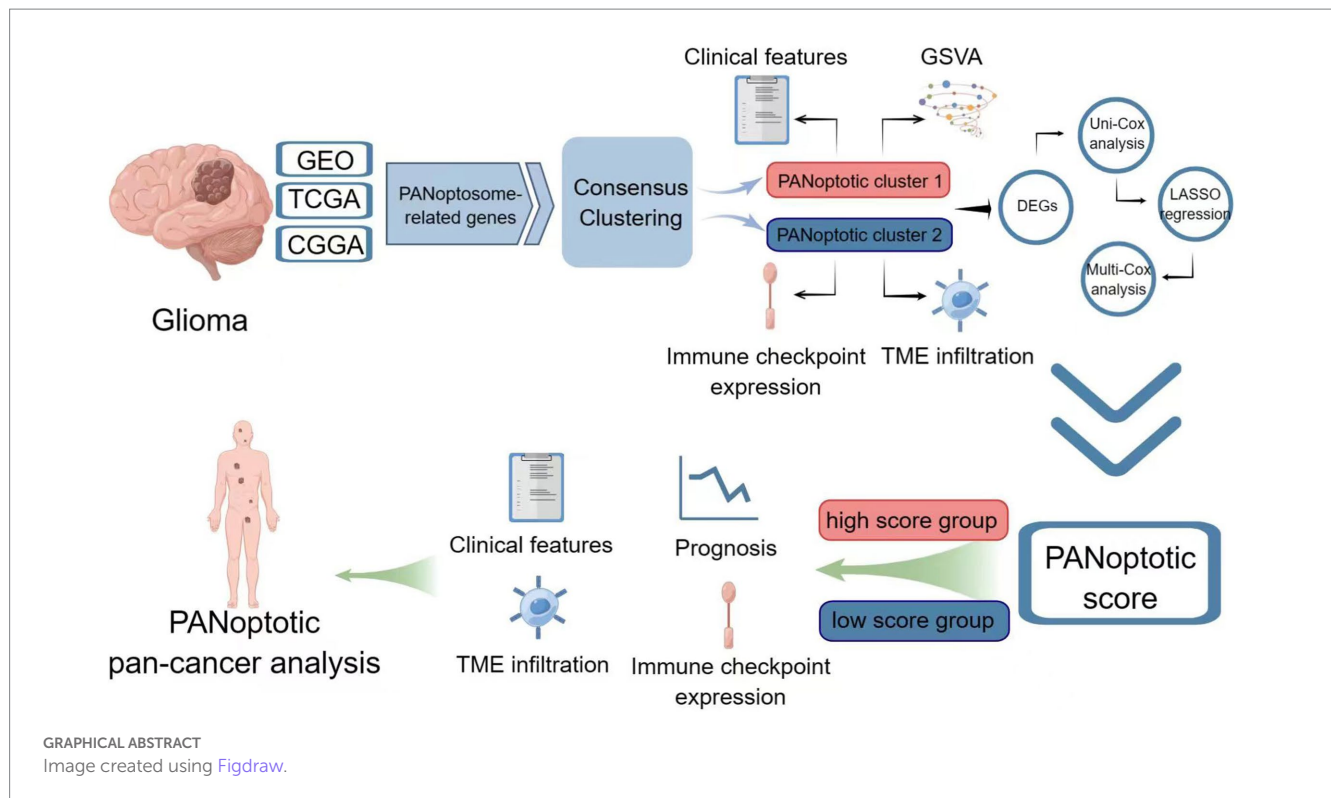 Clinical features
GSVA
GEO
TCGA
CGGA
Glioma
PANoptosome-
related genes
Consensus
Clustering
PANoptotic cluster 1
PANoptotic cluster 2
Immune checkpoint
expression
TME infiltration
DEGs
Uni-Cox
analysis
LASSO
regression
Multi-Cox
analysis
PANoptotic
score
high score group
low score group
Prognosis
Immune checkpoint
expression
Clinical features
TME infiltration
PANoptotic
pan-cancer analysis
GRAPHICAL ABSTRACT
Image created using Figdraw.